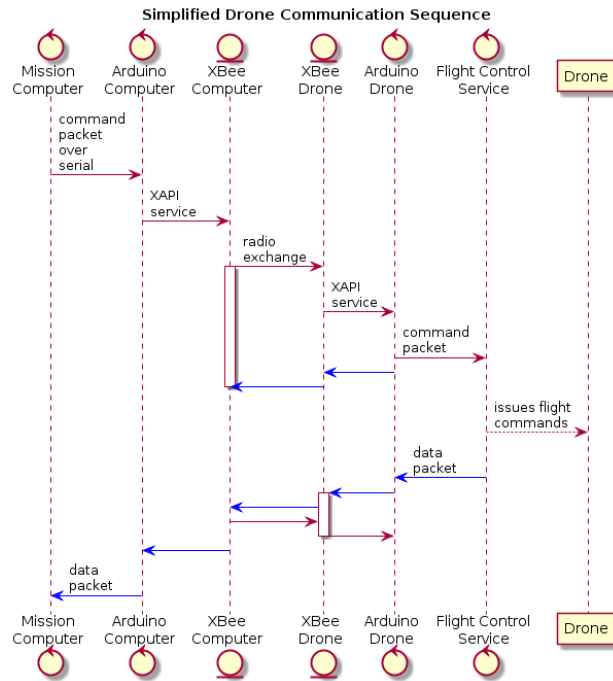 Simplified Drone Communication Sequence
Mission
Computer
Arduino
Computer
XBee
Computer
XBee
Drone
Arduino
Drone
Flight Control
Service
Drone
command
packet
over
serial
XAPI
service
radio
exchange
XAPI
service
command
packet
issues flight
commands
data
packet
data
packet
Mission
Computer
Arduino
Computer
XBee
Computer
XBee
Drone
Arduino
Drone
Flight Control
Service
Drone